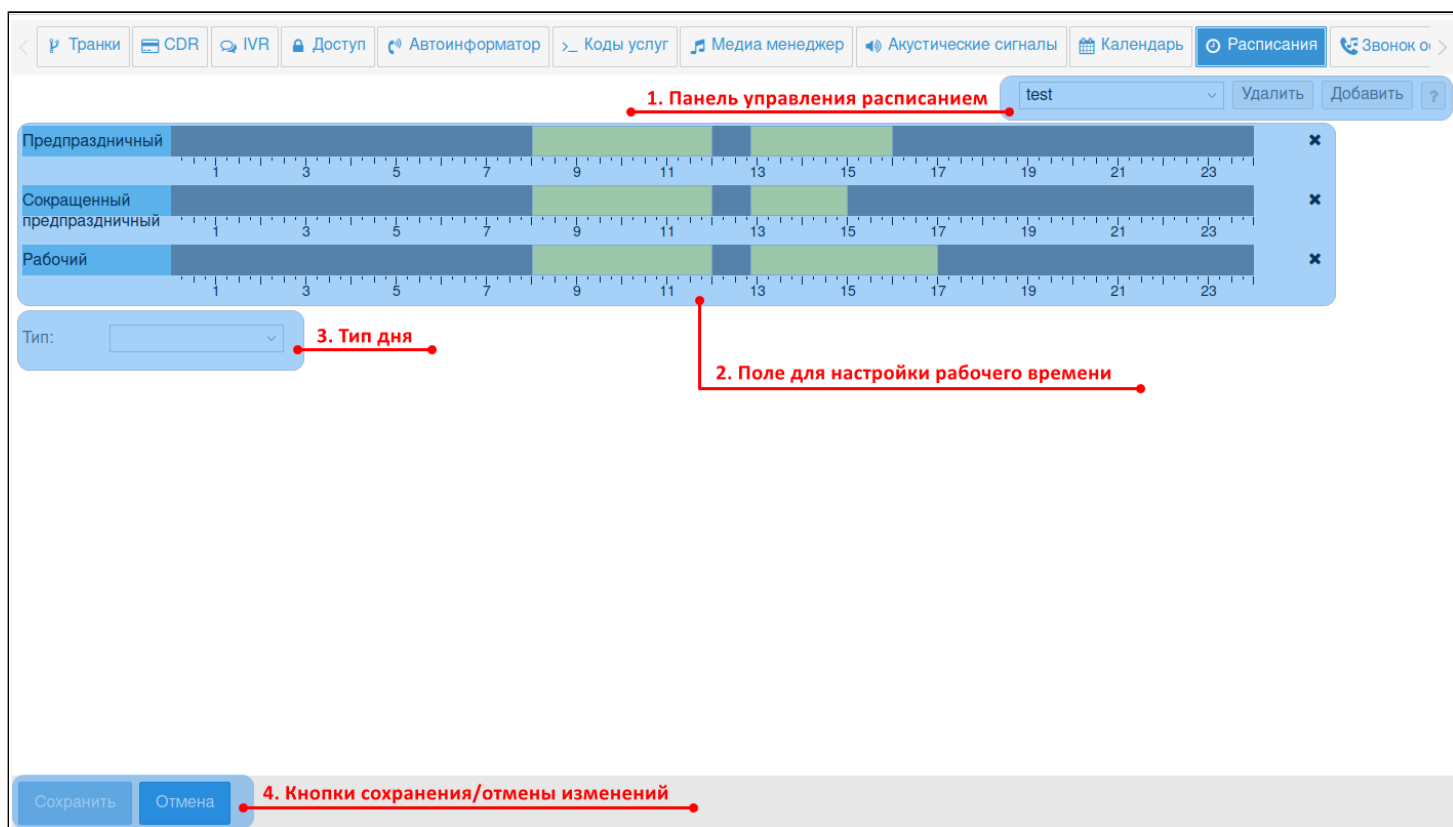 Транки CDR IVR Доступ Автоинформатор Коды услуг Медиа менеджер Акустические сигналы Календарь Расписания Звонок о
1. Панель управления расписанием test Удалить Добавить ?
Предпраздничный
1 3 5 7 9 11 13 15 17 19 21 23
Сокращенный
предпраздничный
1 3 5 7 9 11 13 15 17 19 21 23
Рабочий
1 3 5 7 9 11 13 15 17 19 21 23
Тип: 3. Тип дня
2. Поле для настройки рабочего времени
Сохранить Отмена 4. Кнопки сохранения/отмены изменений